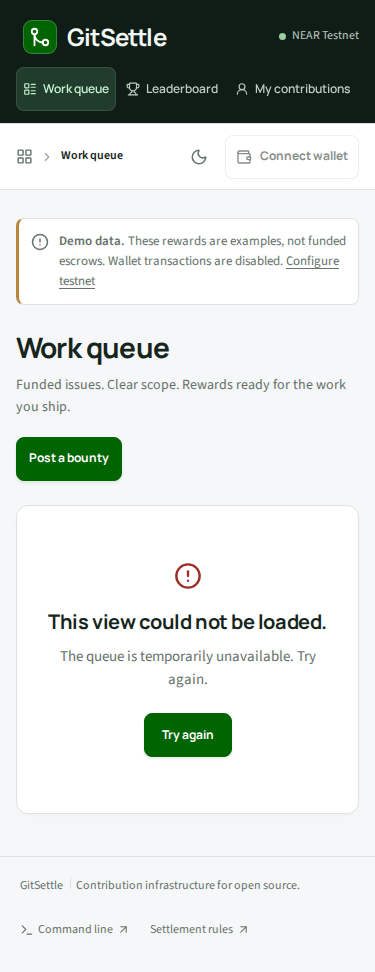 GitSettle
NEAR Testnet
Work queue
Leaderboard
My contributions
Work queue
Connect wallet
Demo data. These rewards are examples, not funded
escrows. Wallet transactions are disabled. Configure
testnet
Work queue
Funded issues. Clear scope. Rewards ready for the work
you ship.
Post a bounty
This view could not be loaded.
The queue is temporarily unavailable. Try
again.
Try again
GitSettle
Contribution infrastructure for open source.
Command line
Settlement rules